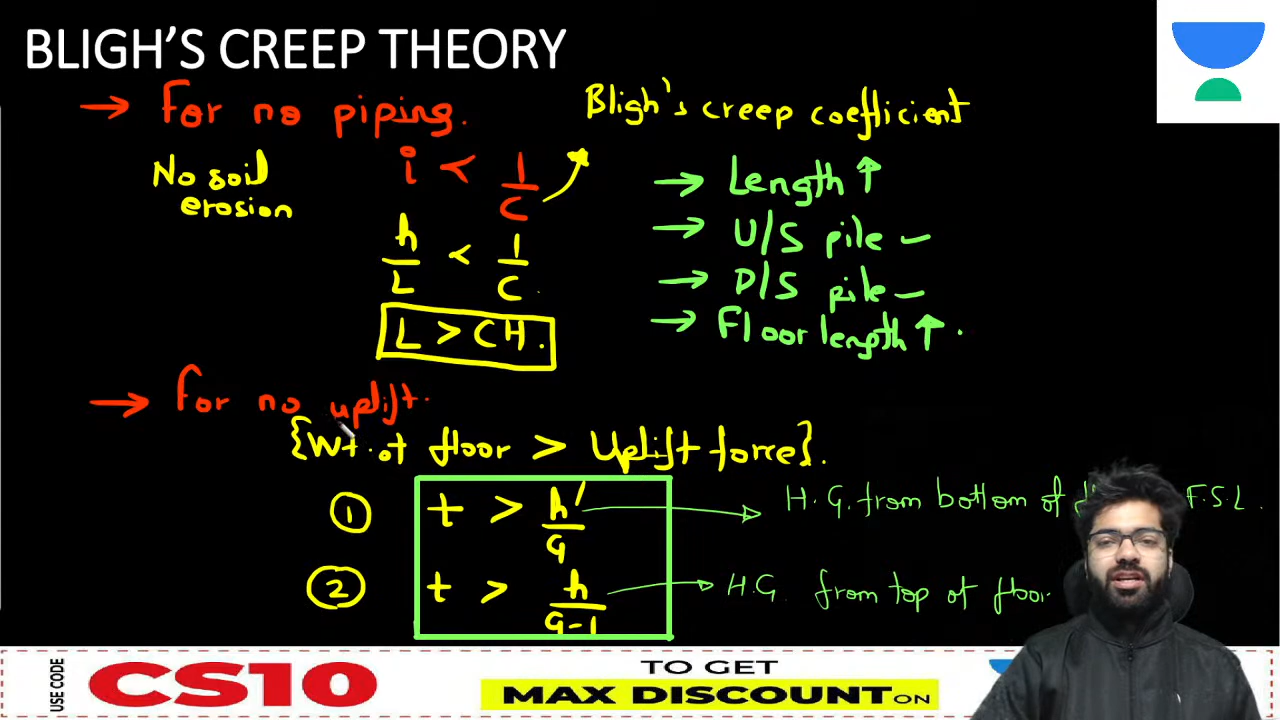 BLIGH'S CREEP THEORY
→ For no piping.
Bligh's creep coefficient
No soil erosion
i < 1/C
h/L < 1/C
L > CH.
→ Length ↑
→ U/S pile –
→ D/S pile –
→ Floor length ↑.
→ For no uplift.
{Wt. of floor > Uplift force}.
① t > h'/G → H.G. from bottom of F.S.L.
② t > h/G-1 → H.G. from top of floor.
USE CODE
CS10
TO GET
MAX DISCOUNT ON